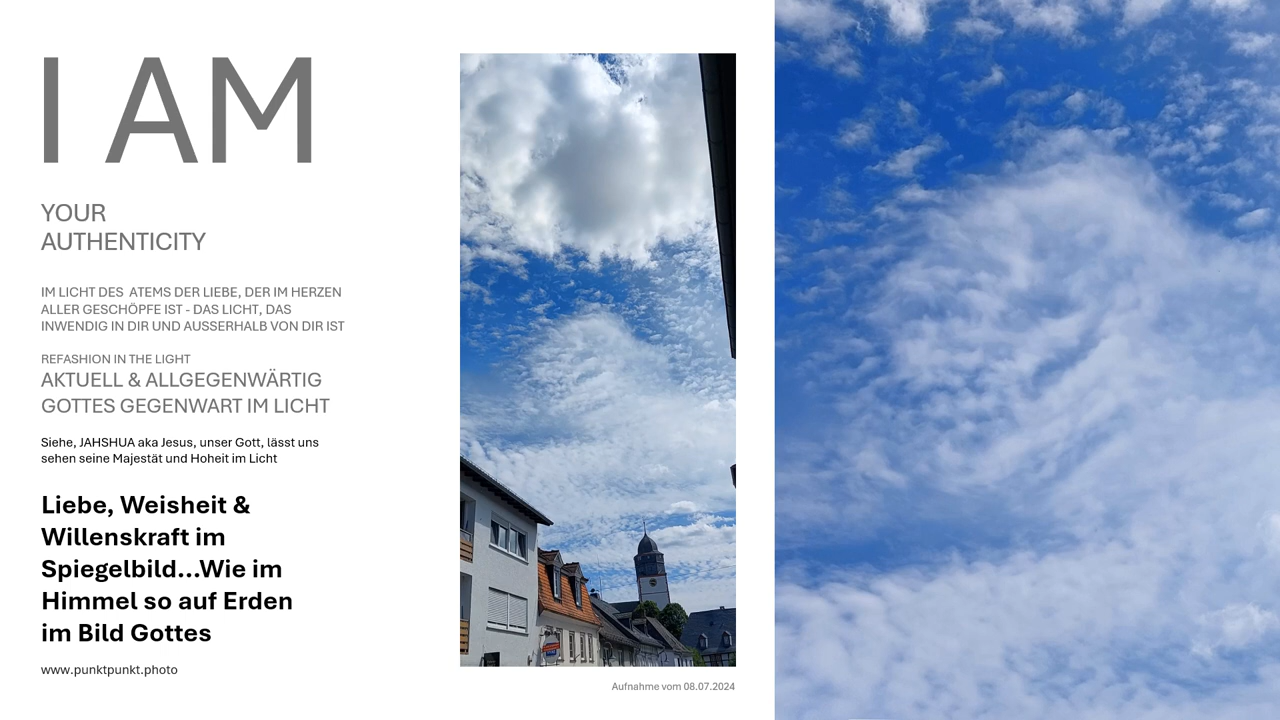 I AM
YOUR
AUTHENTICITY
IM LICHT DES  ATEMS DER LIEBE, DER IM HERZEN
ALLER GESCHÖPFE IST - DAS LICHT, DAS
INWENDIG IN DIR UND AUSSERHALB VON DIR IST
REFASHION IN THE LIGHT
AKTUELL & ALLGEGENWÄRTIG
GOTTES GEGENWART IM LICHT
Siehe, JAHSHUA aka Jesus, unser Gott, lässt uns
sehen seine Majestät und Hoheit im Licht
Liebe, Weisheit &
Willenskraft im
Spiegelbild...Wie im
Himmel so auf Erden
im Bild Gottes
www.punktpunkt.photo
Aufnahme vom 08.07.2024